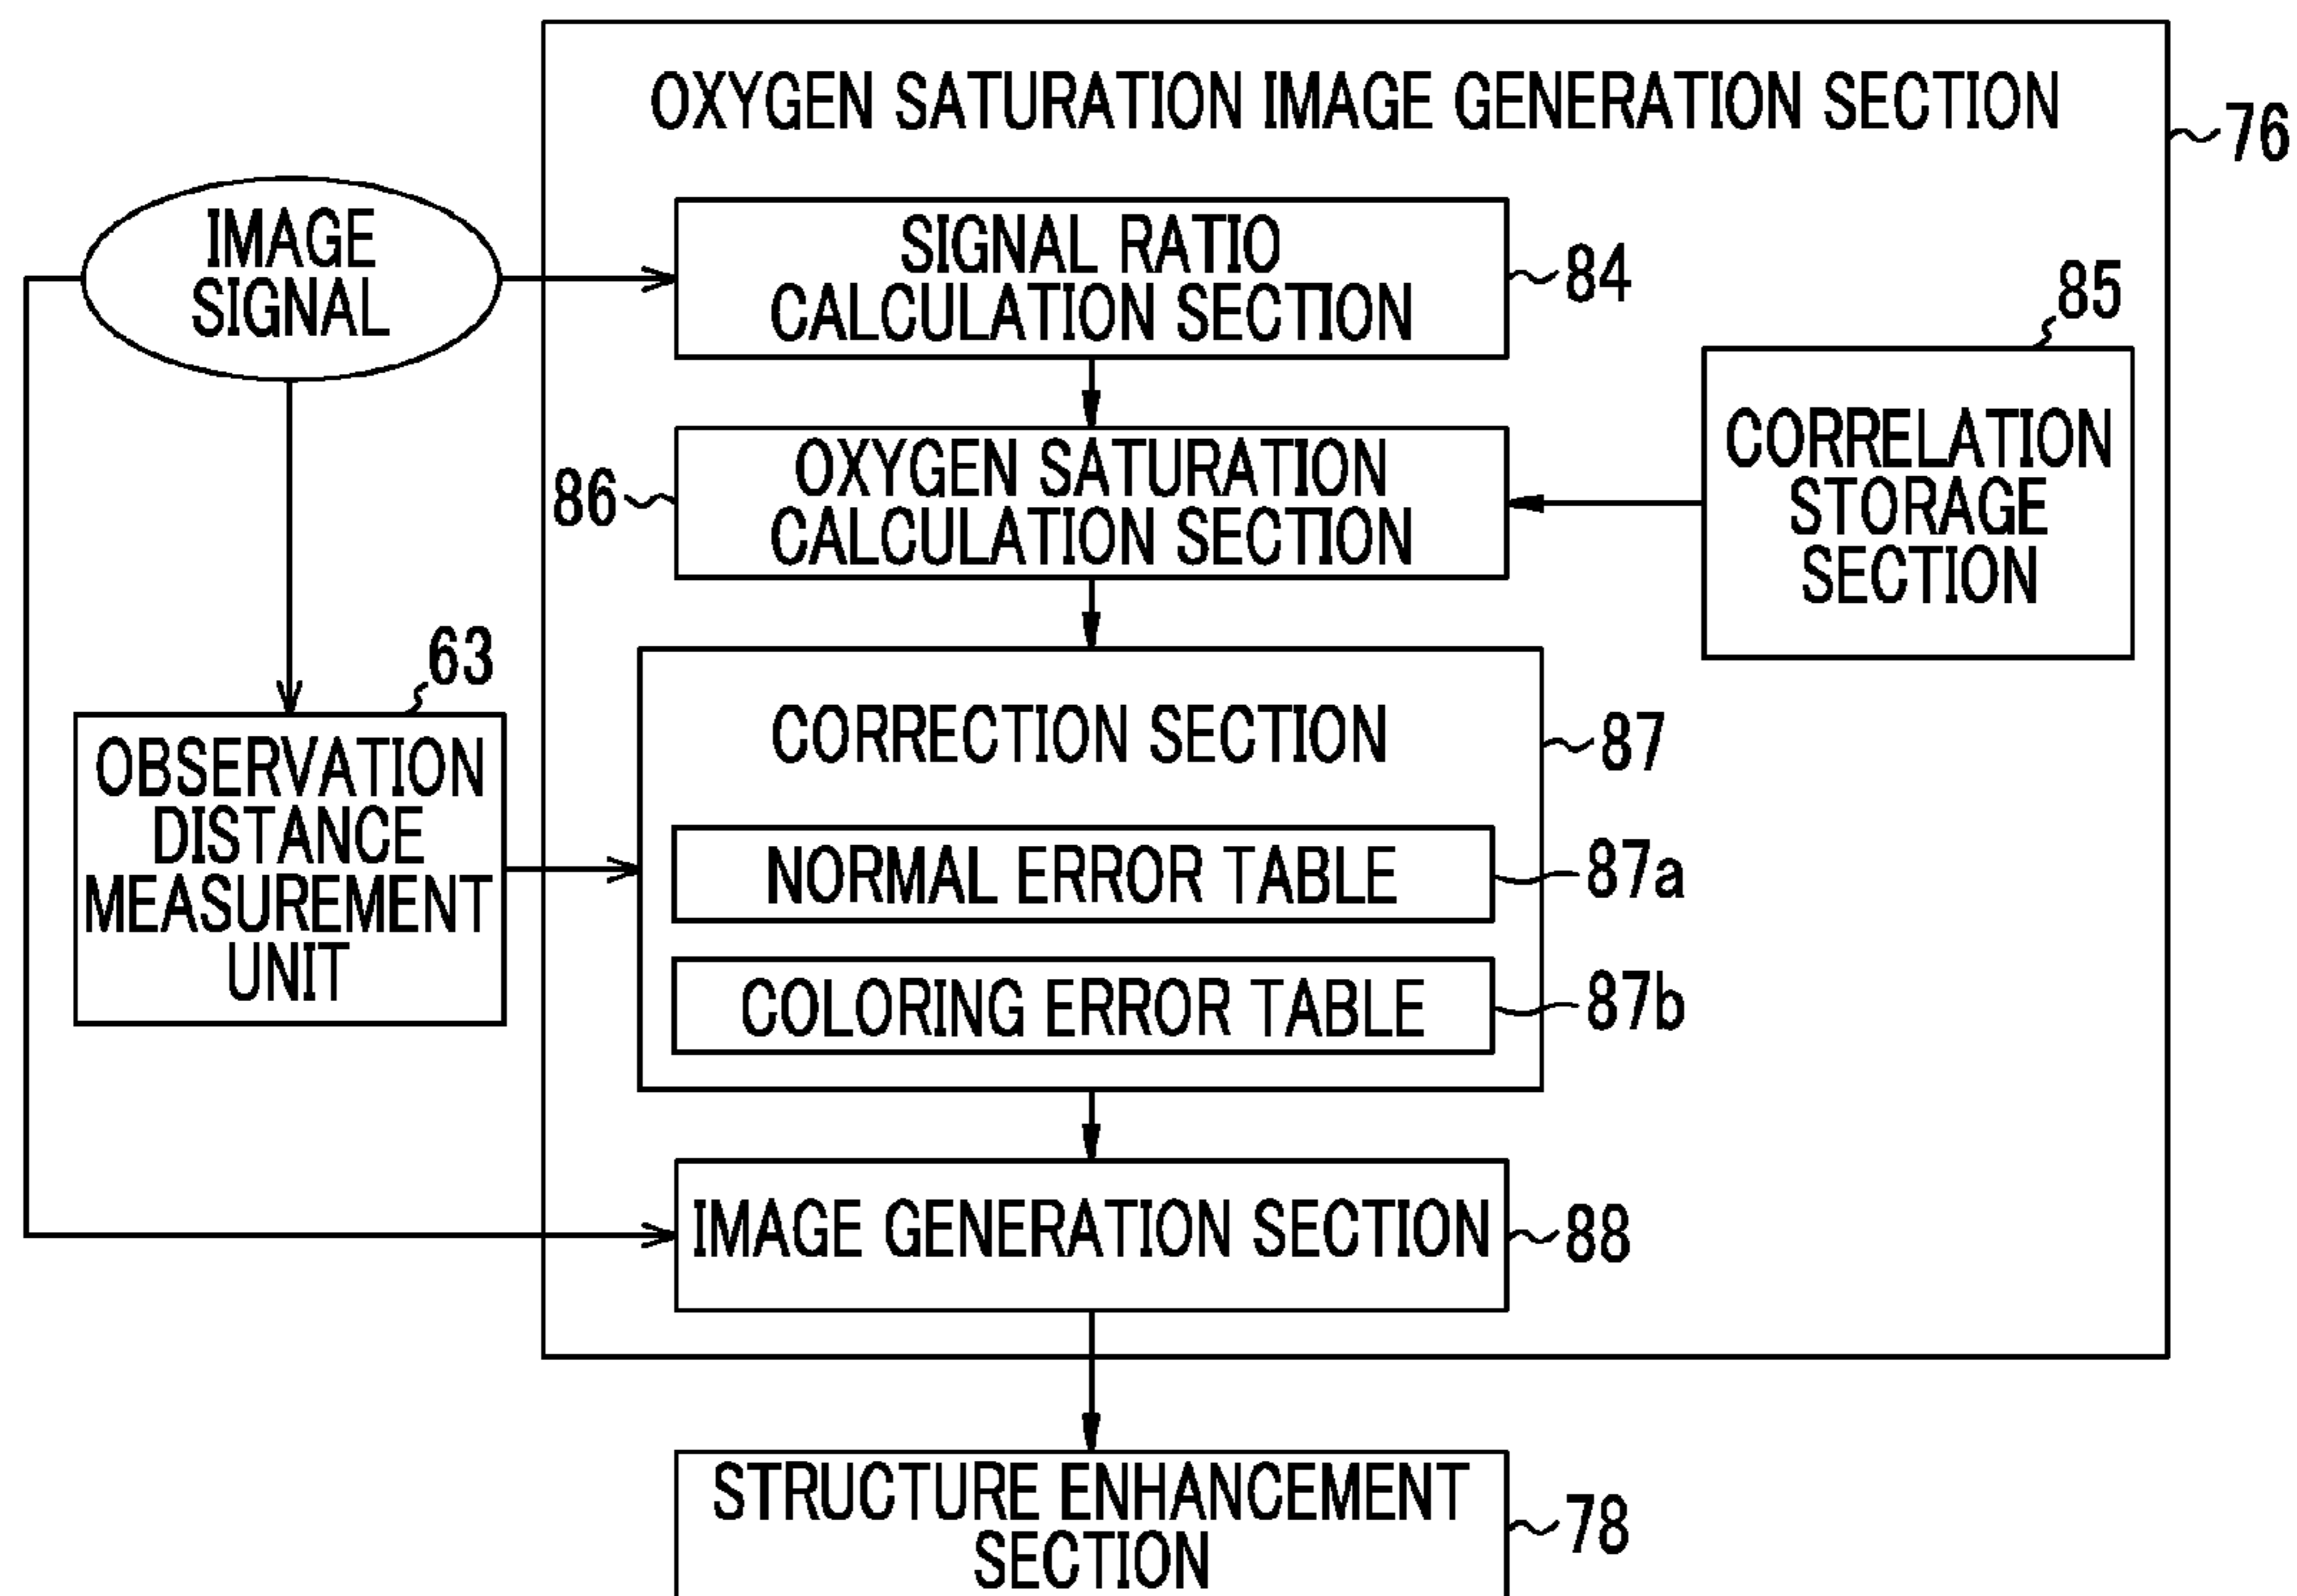 OXYGEN SATURATION IMAGE GENERATION SECTION
76
IMAGE
SIGNAL
SIGNAL RATIO
CALCULATION SECTION
84
85
CORRELATION
STORAGE
SECTION
86
OXYGEN SATURATION
CALCULATION SECTION
63
OBSERVATION
DISTANCE
MEASUREMENT
UNIT
CORRECTION SECTION
87
NORMAL ERROR TABLE
87a
COLORING ERROR TABLE
87b
IMAGE GENERATION SECTION
88
STRUCTURE ENHANCEMENT
SECTION
78